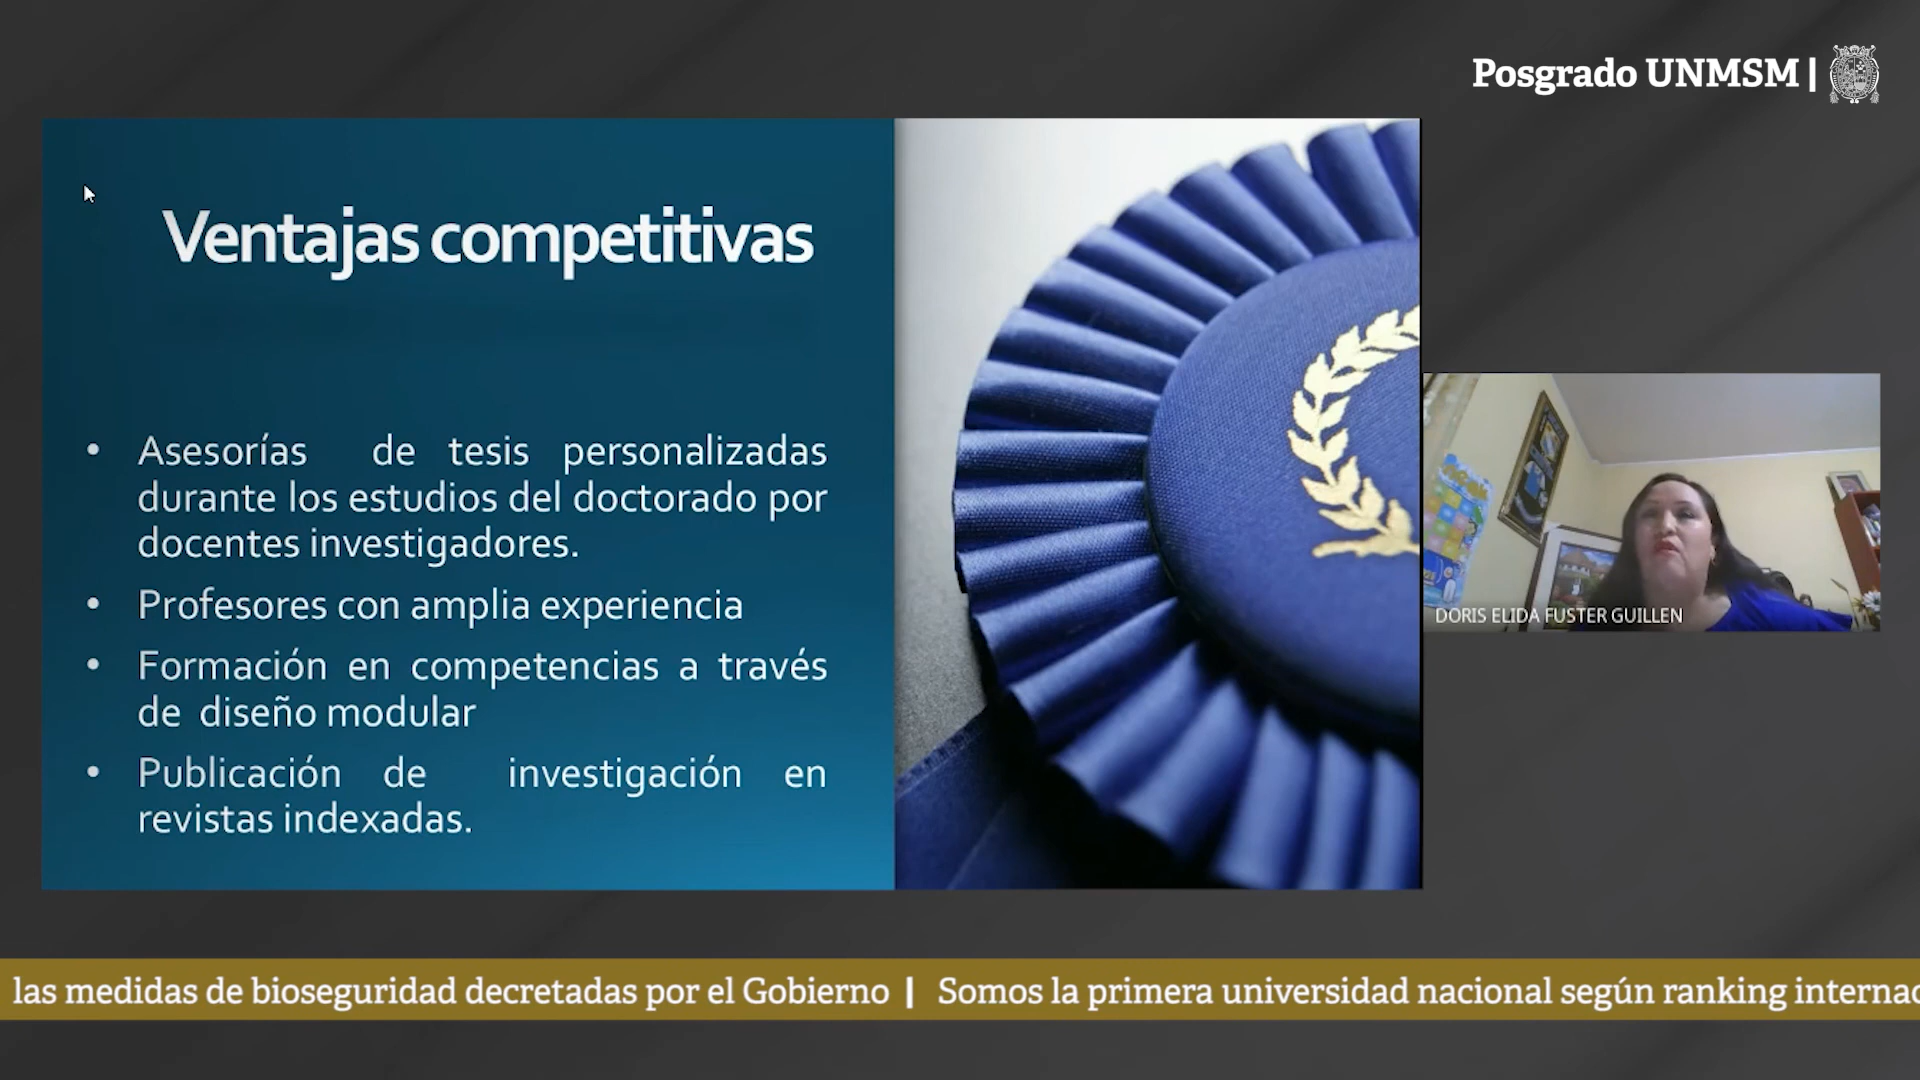 Posgrado UNMSM |
Ventajas competitivas
• Asesorías de tesis personalizadas
durante los estudios del doctorado por
docentes investigadores.
• Profesores con amplia experiencia
• Formación en competencias a través
de diseño modular
• Publicación de investigación en
revistas indexadas.
DORIS ELIDA FUSTER GUILLEN
las medidas de bioseguridad decretadas por el Gobierno | Somos la primera universidad nacional según ranking internac